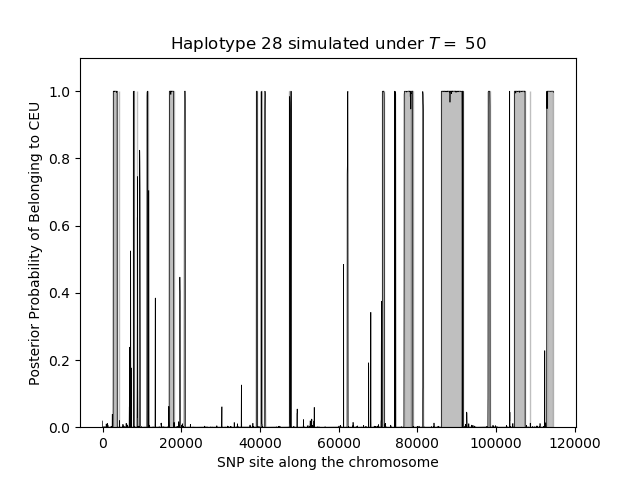 Haplotype 28 simulated under T = 50
Posterior Probability of Belonging to CEU
1.0
0.8
0.6
0.4
0.2
0.0
0 20000 40000 60000 80000 100000 120000
SNP site along the chromosome